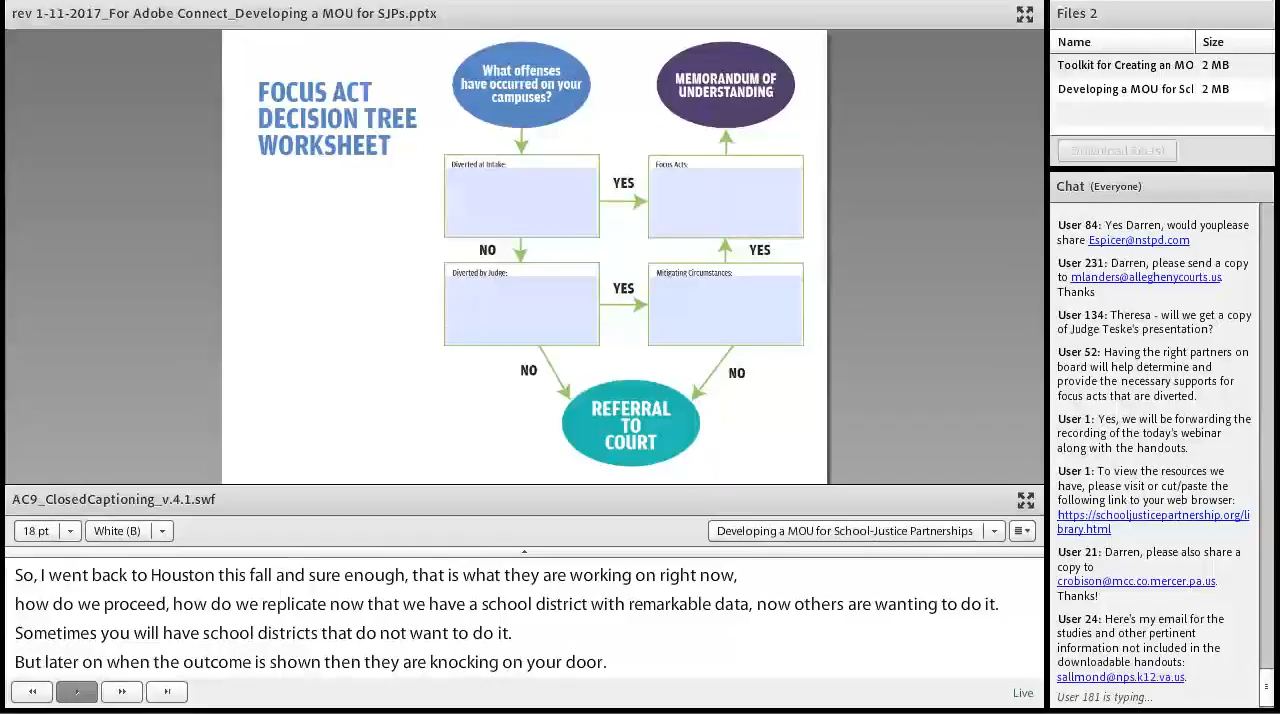 rev 1-11-2017_For Adobe Connect_Developing a MOU for SJPs.pptx
FOCUS ACT
DECISION TREE
WORKSHEET
What offenses
have occurred on your
campuses?
MEMORANDUM OF
UNDERSTANDING
Diverted at Intake:
YES
Focus Acts:
NO
YES
Diverted by Judge:
YES
Mitigating Circumstances:
NO
NO
REFERRAL
TO
COURT
AC9_ClosedCaptioning_v.4.1.swf
18 pt
White (B)
Developing a MOU for School-Justice Partnerships
So, I went back to Houston this fall and sure enough, that is what they are working on right now,
how do we proceed, how do we replicate now that we have a school district with remarkable data, now others are wanting to do it.
Sometimes you will have school districts that do not want to do it.
But later on when the outcome is shown then they are knocking on your door.
Live
Files 2
Name Size
Toolkit for Creating an MO 2 MB
Developing a MOU for Scl 2 MB
Download File(s)
Chat (Everyone)
User 84: Yes Darren, would youplease
share Espicer@nstpd.com
User 231: Darren, please send a copy
to mlanders@alleghenycourts.us.
Thanks
User 134: Theresa - will we get a copy
of Judge Teske's presentation?
User 52: Having the right partners on
board will help determine and
provide the necessary supports for
focus acts that are diverted.
User 1: Yes, we will be forwarding the
recording of the today's webinar
along with the handouts.
User 1: To view the resources we
have, please visit or cut/paste the
following link to your web browser:
https://schooljusticepartnership.org/li
brary.html
User 21: Darren, please also share a
copy to
crobison@mcc.co.mercer.pa.us.
Thanks!
User 24: Here's my email for the
studies and other pertinent
information not included in the
downloadable handouts:
sallmond@nps.k12.va.us.
User 181 is typing...